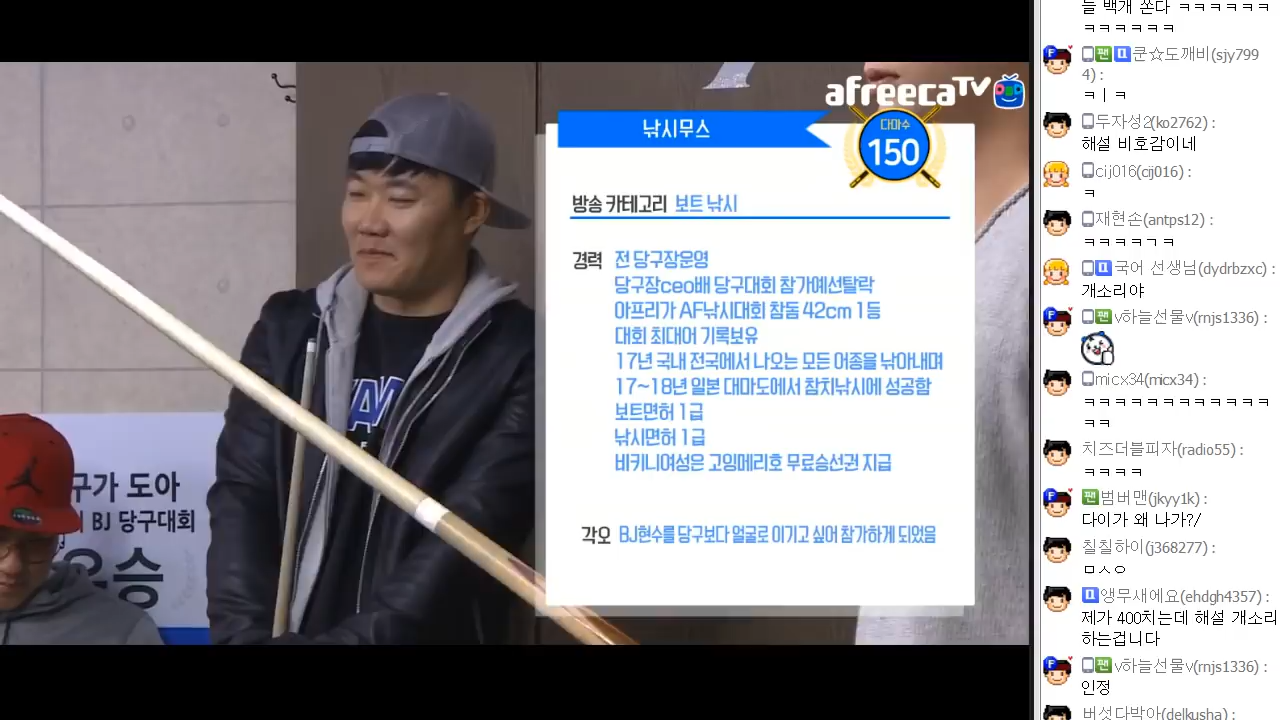 afreecaTV
낚시무스
다마수
150
방송 카테고리 보트 낚시
경력 전 당구장운영
당구장ceo배 당구대회 참가예선탈락
아프리가 AF낚시대회 참돔 42cm 1등
대회 최대어 기록보유
17년 국내 전국에서 나오는 모든 어종을 낚아내며
17~18년 일본 대마도에서 참치낚시에 성공함
보트면허 1급
낚시면허 1급
비키니여성은 고잉메리호 무료승선권 지급
각오 BJ현수를 당구보다 얼굴로 이기고 싶어 참가하게 되었음
구가 도아
BJ 당구대회
우승
늘 백개 쏜다 ㅋㅋㅋㅋㅋㅋ
ㅋㅋㅋㅋㅋㅋ
팬 쿤☆도깨비(sjy799
4) :
ㅋㅣㅋ
두자성2(ko2762) :
해설 비호감이네
cij016(cij016) :
ㅋ
재현손(antps12) :
ㅋㅋㅋㅋㄱㅋ
국어 선생님(dydrbzxc) :
개소리야
팬 v하늘선물v(rnjs1336) :
micx34(micx34) :
ㅋㅋㅋㅋㅋㅋㅋㅋㅋㅋㅋㅋ
ㅋㅋ
치즈더블피자(radio55) :
ㅋㅋㅋㅋ
팬 범버맨(jkyy1k) :
다이가 왜 나가?/
칠칠하이(j368277) :
ㅁㅅㅇ
앵무새에요(ehdgh4357) :
제가 400치는데 해설 개소리
하는겁니다
팬 v하늘선물v(rnjs1336) :
인정
버섯다박아(delkusha) :